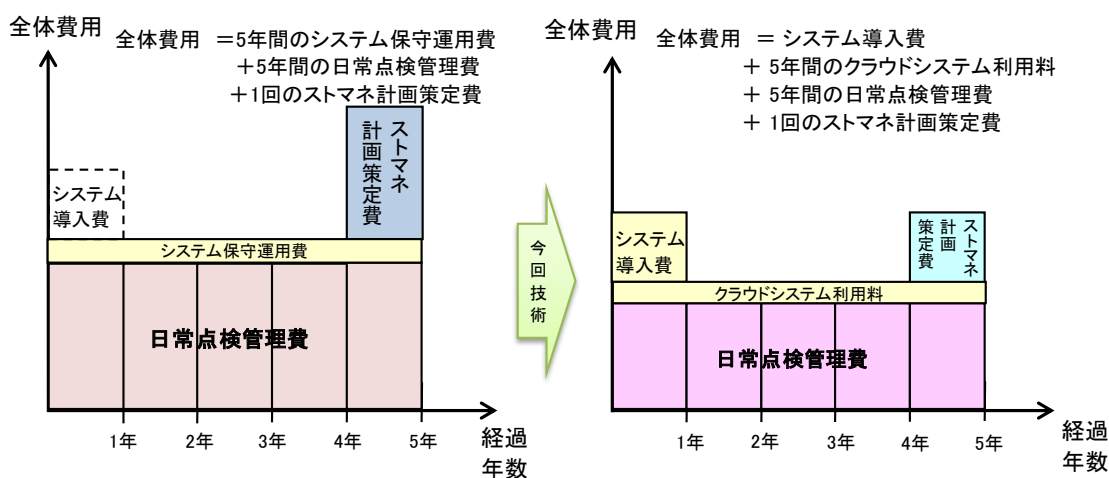 全体費用
全体費用 ＝5年間のシステム保守運用費
＋5年間の日常点検管理費
＋1回のストマネ計画策定費
システム
導入費
ストマネ
計画策定費
システム保守運用費
日常点検管理費
1年
2年
3年
4年
5年
経過
年数
今回技術
全体費用
全体費用 ＝ システム導入費
＋ 5年間のクラウドシステム利用料
＋ 5年間の日常点検管理費
＋ 1回のストマネ計画策定費
システム
導入費
ストマネ
計画
策定費
クラウドシステム利用料
日常点検管理費
1年
2年
3年
4年
5年
経過
年数